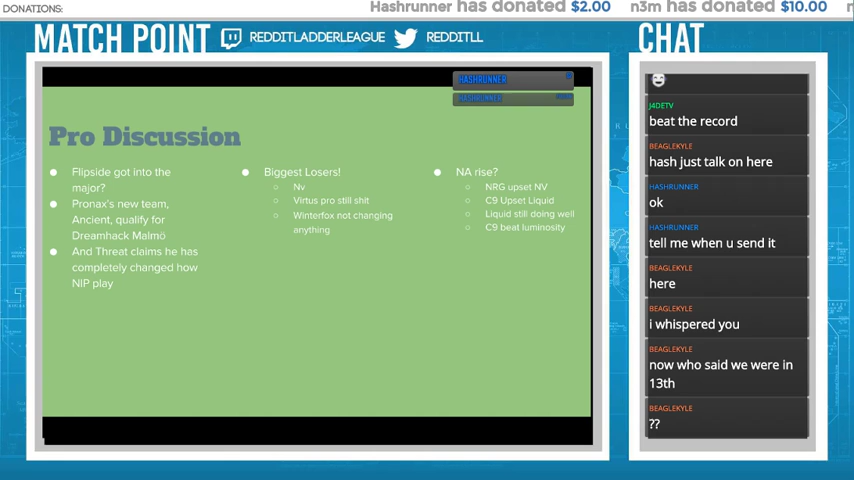 DONATIONS:
Hashrunner has donated $2.00 n3m has donated $10.00
MATCH POINT
REDDITLADDERLEAGUE
REDDITLL
CHAT
HASHRUNNER
HASHRUNNER
Pro Discussion
Flipside got into the
major?
Pronax's new team,
Ancient, qualify for
Dreamhack Malmö
And Threat claims he has
completely changed how
NIP play
Biggest Losers!
Nv
Virtus pro still shit
Winterfox not changing
anything
NA rise?
NRG upset NV
C9 Upset Liquid
Liquid still doing well
C9 beat luminosity
J4DETV
beat the record
BEAGLEKYLE
hash just talk on here
HASHRUNNER
ok
HASHRUNNER
tell me when u send it
BEAGLEKYLE
here
BEAGLEKYLE
i whispered you
BEAGLEKYLE
now who said we were in
13th
BEAGLEKYLE
??